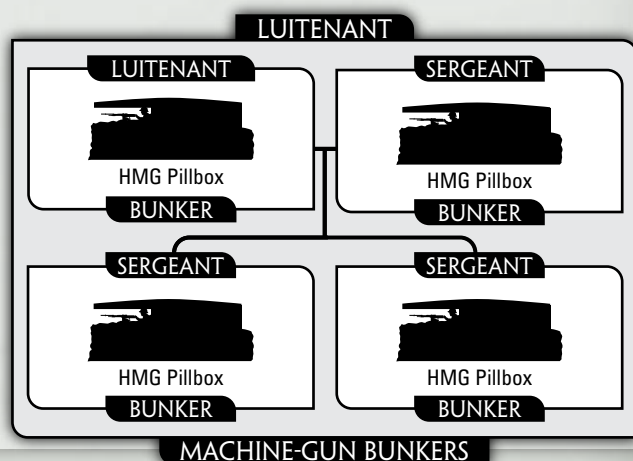 LUITENANT
LUITENANT
HMG Pillbox
BUNKER
SERGEANT
HMG Pillbox
BUNKER
SERGEANT
HMG Pillbox
BUNKER
SERGEANT
HMG Pillbox
BUNKER
MACHINE-GUN BUNKERS